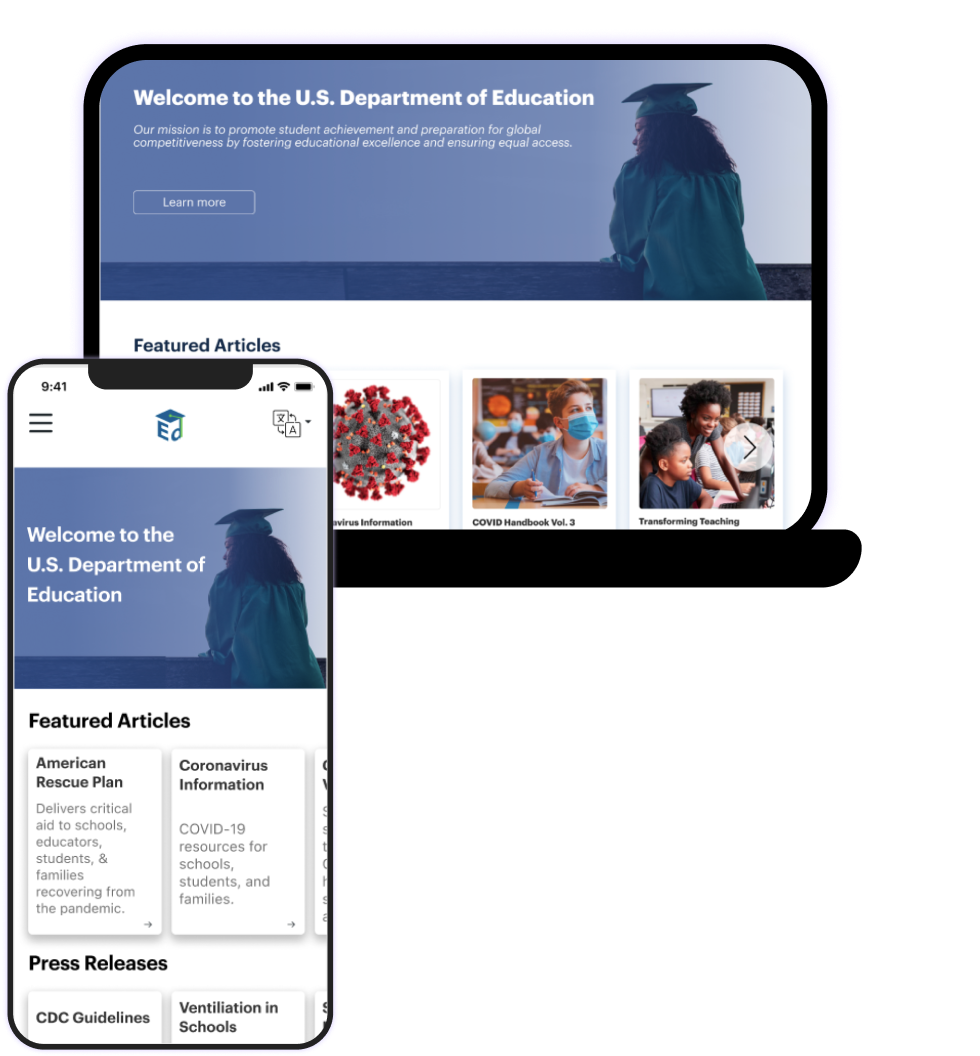 Welcome to the U.S. Department of Education
Our mission is to promote student achievement and preparation for global
competitiveness by fostering educational excellence and ensuring equal access.
Learn more
Featured Articles
COVID Handbook Vol. 3
Transforming Teaching
Information
9:41
Ed
文
A
Welcome to the
U.S. Department of
Education
Featured Articles
American
Rescue Plan
Delivers critical
aid to schools,
educators,
students, &
families
recovering from
the pandemic.
Coronavirus
Information
COVID-19
resources for
schools,
students, and
families.
Press Releases
CDC Guidelines
Ventiliation in
Schools